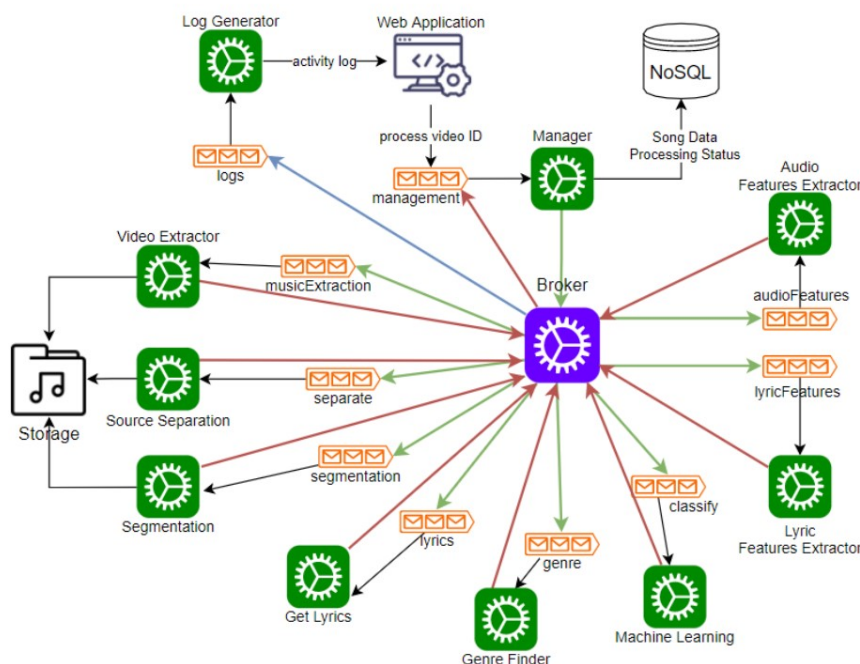 Log Generator
Web Application
activity log
NoSQL
process video ID
Manager
Song Data
Processing Status
logs
management
Audio
Features Extractor
Video Extractor
musicExtraction
Broker
audioFeatures
lyricFeatures
separate
Storage
Source Separation
segmentation
classify
Segmentation
lyrics
genre
Lyric
Features Extractor
Get Lyrics
Machine Learning
Genre Finder